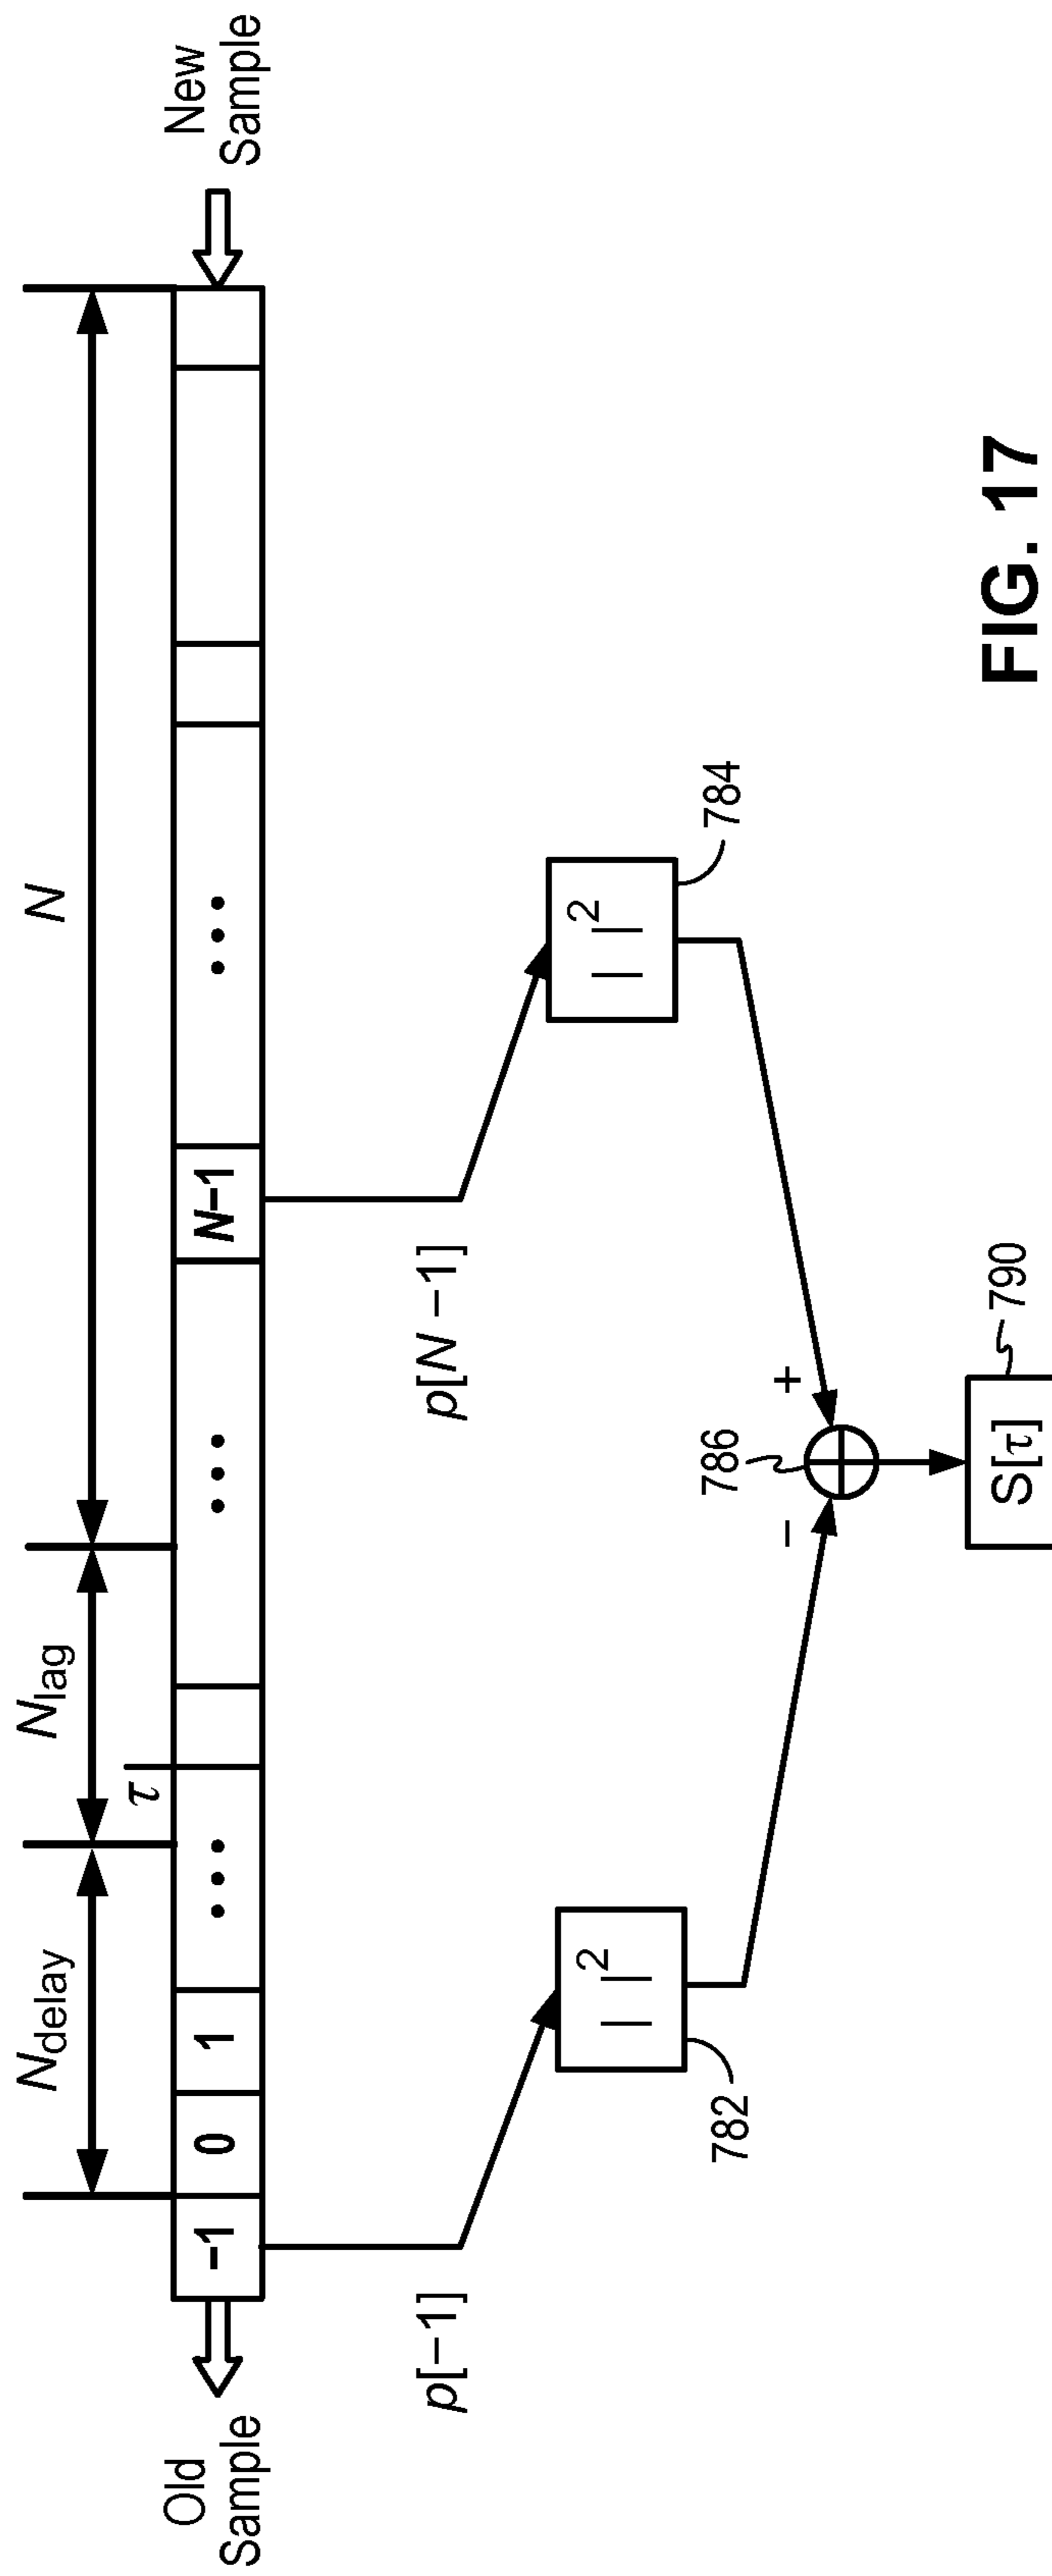 N_delay
N_lag
N
τ
Old
Sample
-1
0
1
...
...
N-1
...
New
Sample
p[-1]
p[N-1]
| |²
782
| |²
784
786
-
+
S[τ]
790
FIG. 17